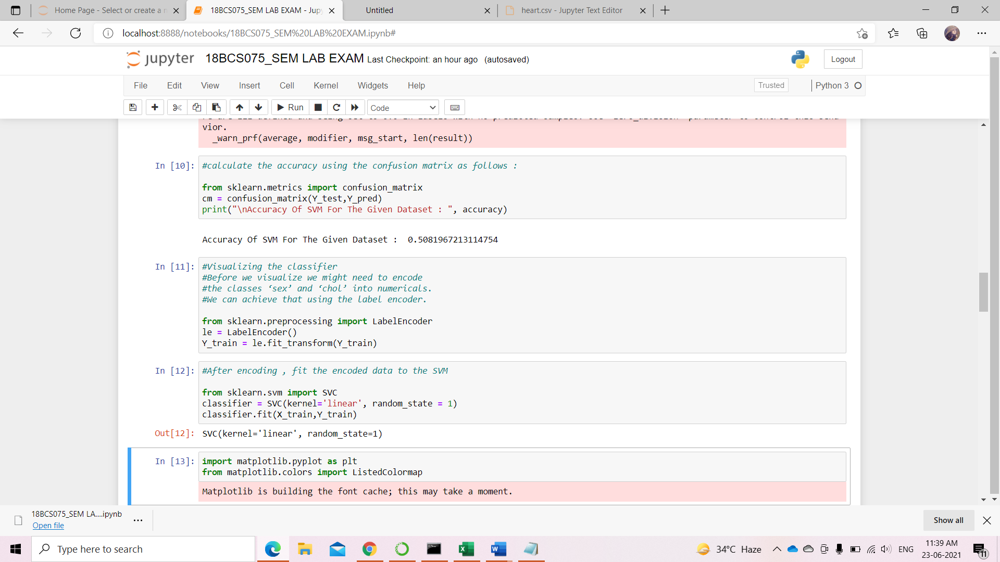 Home Page - Select or create a n
18BCS075_SEM LAB EXAM - Jupy
Untitled
heart.csv - Jupyter Text Editor
localhost:8888/notebooks/18BCS075_SEM%20LAB%20EXAM.ipynb#
jupyter 18BCS075_SEM LAB EXAM Last Checkpoint: an hour ago (autosaved)
Logout
File Edit View Insert Cell Kernel Widgets Help
Trusted
Python 3
Run
Code
vior.
_warn_prf(average, modifier, msg_start, len(result))
In [10]:
#calculate the accuracy using the confusion matrix as follows :
from sklearn.metrics import confusion_matrix
cm = confusion_matrix(Y_test,Y_pred)
print("\nAccuracy Of SVM For The Given Dataset : ", accuracy)
Accuracy Of SVM For The Given Dataset :  0.5081967213114754
In [11]:
#Visualizing the classifier
#Before we visualize we might need to encode
#the classes ‘sex’ and ‘chol’ into numericals.
#We can achieve that using the label encoder.
from sklearn.preprocessing import LabelEncoder
le = LabelEncoder()
Y_train = le.fit_transform(Y_train)
In [12]:
#After encoding , fit the encoded data to the SVM
from sklearn.svm import SVC
classifier = SVC(kernel='linear', random_state = 1)
classifier.fit(X_train,Y_train)
Out[12]: SVC(kernel='linear', random_state=1)
In [13]:
import matplotlib.pyplot as plt
from matplotlib.colors import ListedColormap
Matplotlib is building the font cache; this may take a moment.
18BCS075_SEM LA....ipynb
Open file
Show all
Type here to search
34°C Haze
ENG
11:39 AM
23-06-2021
11